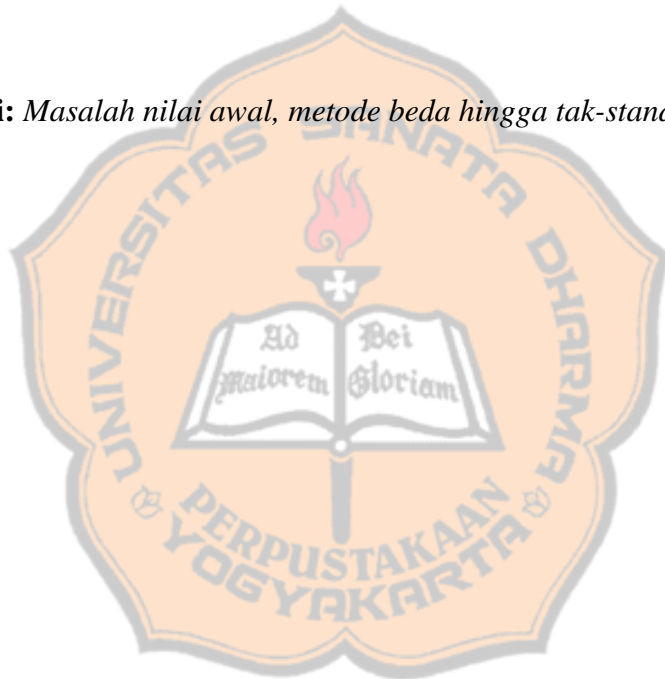 i: Masalah nilai awal, metode beda hingga tak-stand
UNIVERSITAS SANATA DHARMA
Ad Dei
Maiorem Gloriam
PERPUSTAKAAN
YOGYAKARTA